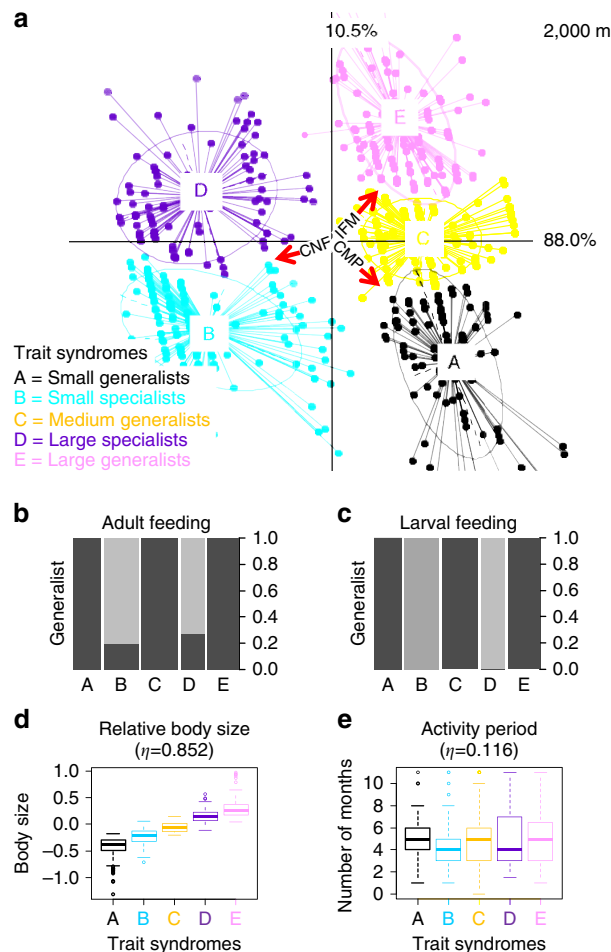 a
10.5%
2,000 m
E
D
CNF
IFM
CMP
C
88.0%
B
A
Trait syndromes
A = Small generalists
B = Small specialists
C = Medium generalists
D = Large specialists
E = Large generalists
b
Adult feeding
Generalist
1.0
0.8
0.6
0.4
0.2
0.0
A B C D E
c
Larval feeding
Generalist
1.0
0.8
0.6
0.4
0.2
0.0
A B C D E
d
Relative body size
(η=0.852)
Body size
1.0
0.5
0.0
−0.5
−1.0
A B C D E
Trait syndromes
e
Activity period
(η=0.116)
Number of months
10
8
6
4
2
0
A B C D E
Trait syndromes